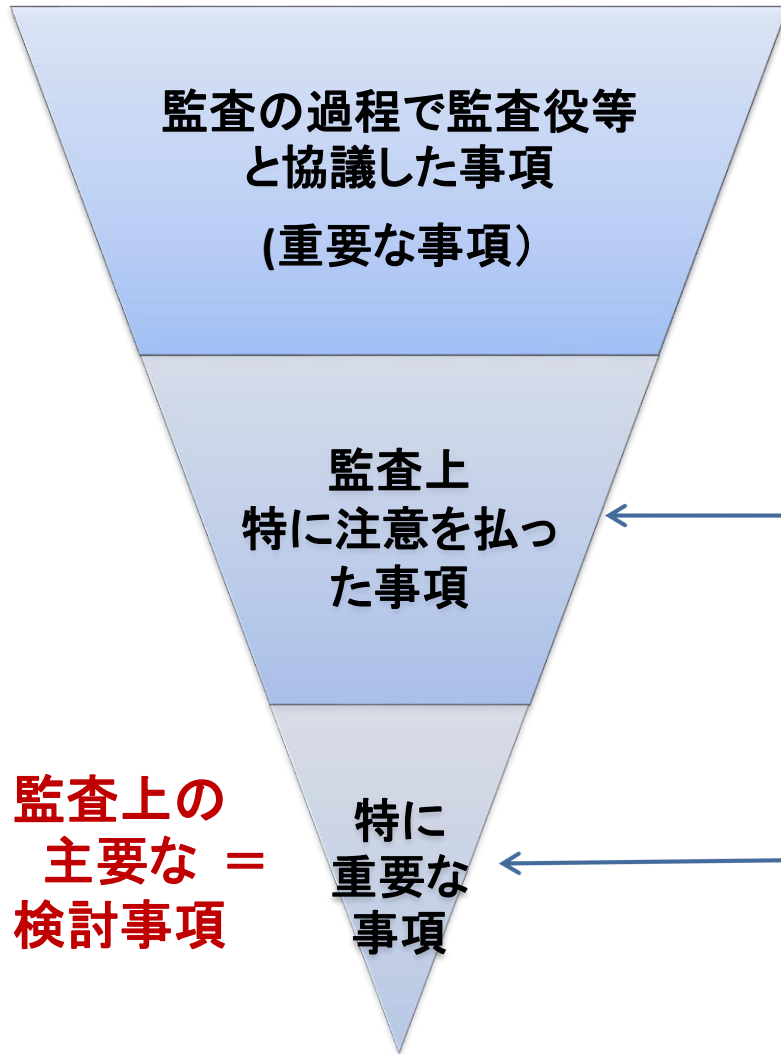 監査の過程で監査役等
と協議した事項
(重要な事項）
監査上
特に注意を払っ
た事項
監査上の
主要な ＝
検討事項
特に
重要な
事項